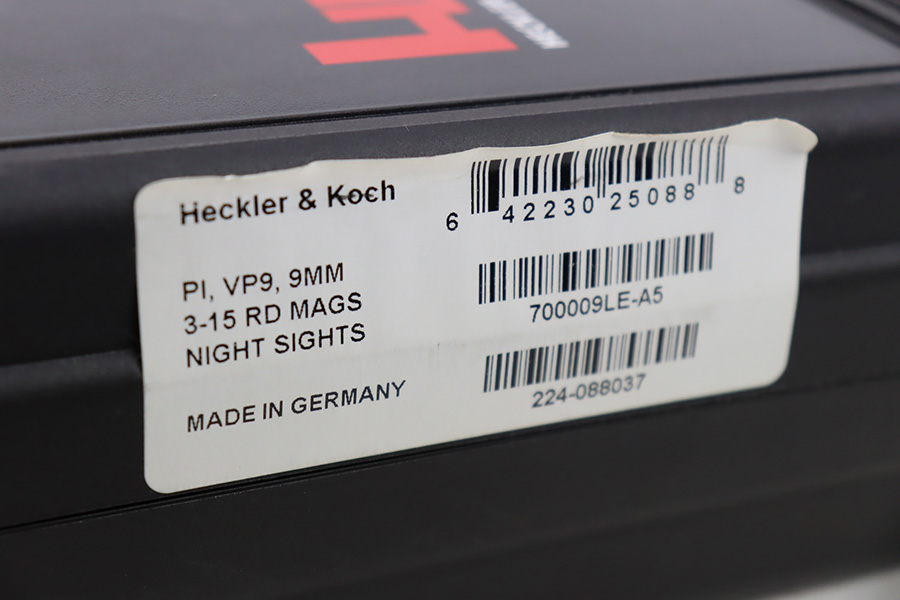 Heckler & Koch
6 42230 25088 8
PI, VP9, 9MM
3-15 RD MAGS
NIGHT SIGHTS
700009LE-A5
MADE IN GERMANY
224-088037